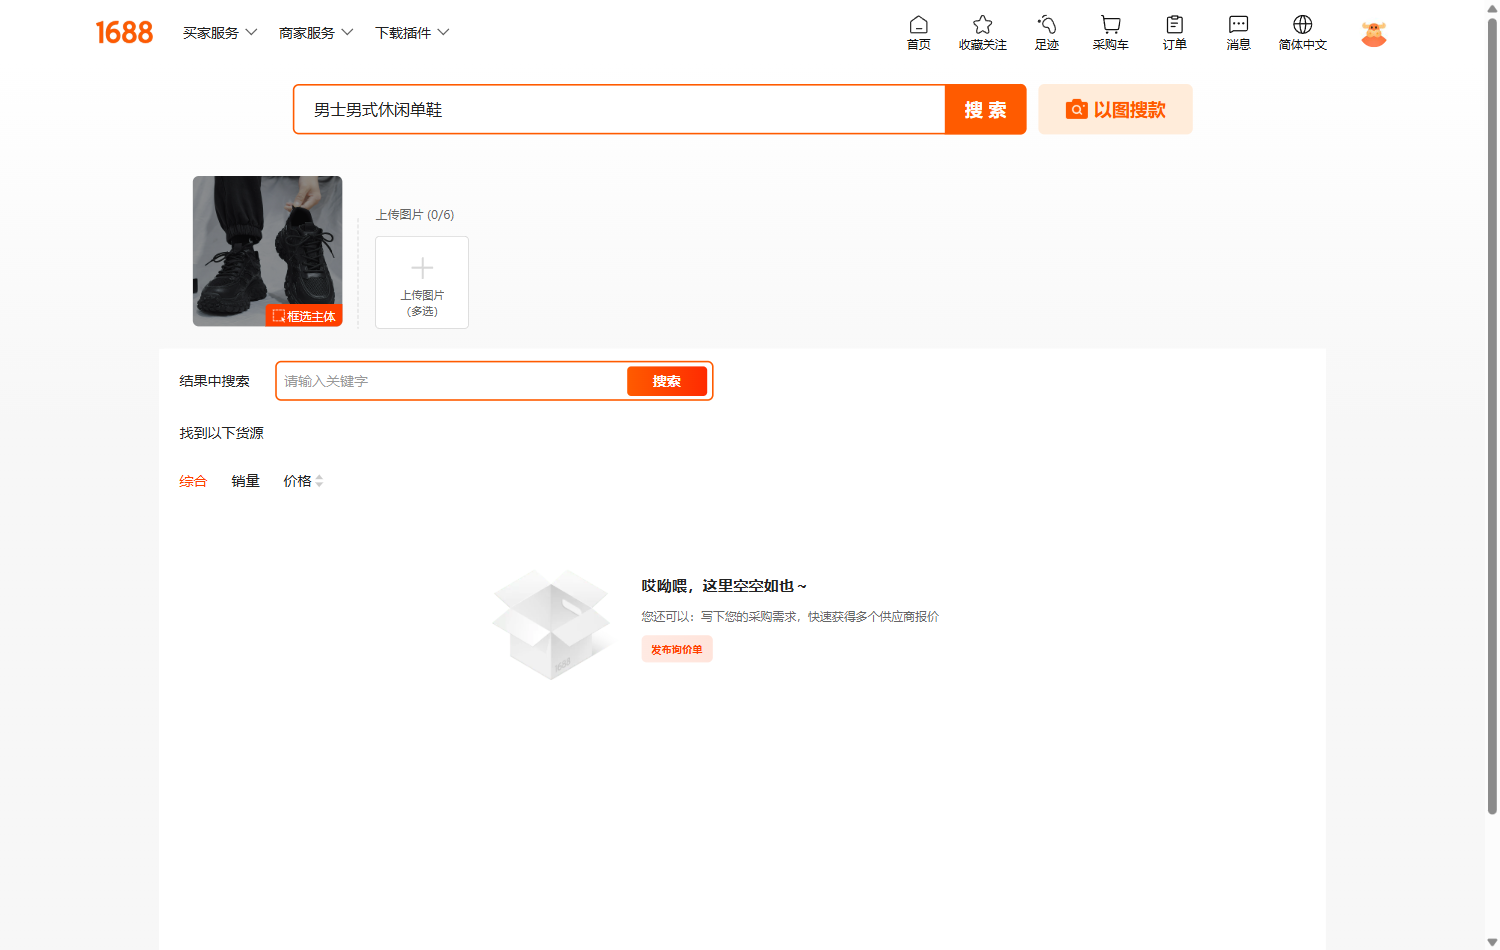 1688
买家服务
商家服务
下载插件
首页
收藏关注
足迹
采购车
订单
消息
简体中文
男士男式休闲单鞋
搜 索
以图搜款
框选主体
上传图片 (0/6)
上传图片
(多选)
结果中搜索
请输入关键字
搜索
找到以下货源
综合
销量
价格
哎呦喂，这里空空如也 ~
您还可以：写下您的采购需求，快速获得多个供应商报价
发布询价单
1688